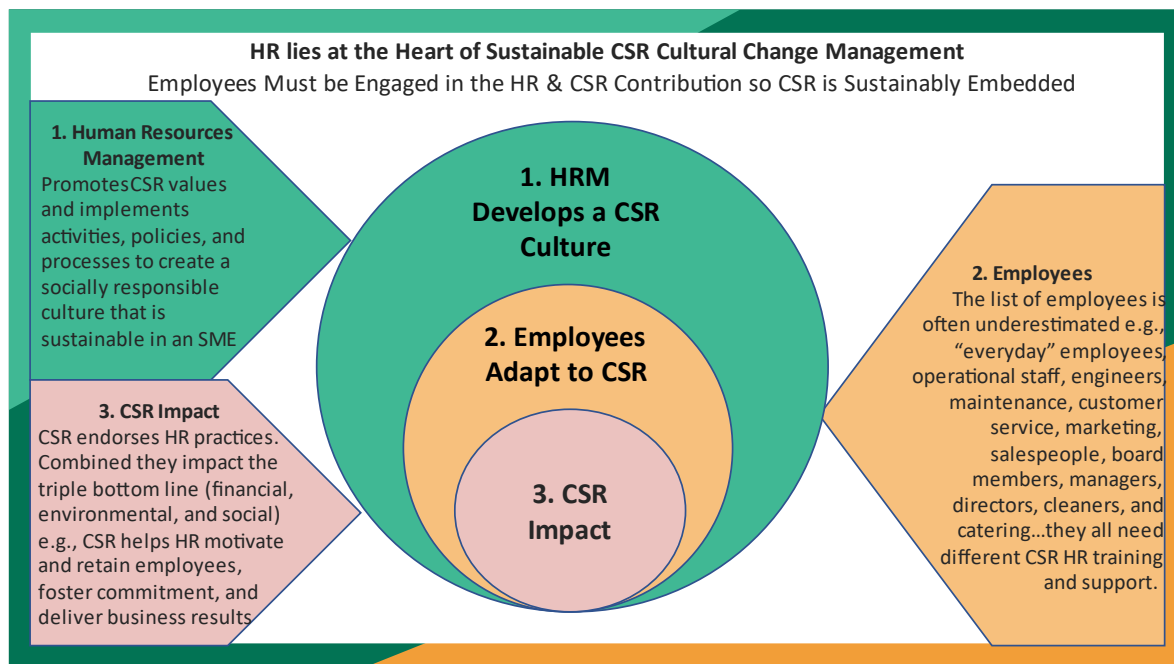 HR lies at the Heart of Sustainable CSR Cultural Change Management
Employees Must be Engaged in the HR & CSR Contribution so CSR is Sustainably Embedded
1. Human Resources
Management
PromotesCSR values
and implements
activities, policies, and
processes to create a
socially responsible
culture that is
sustainable in an SME
3. CSR Impact
CSR endorses HR practices.
Combined they impact the
triple bottom line (financial,
environmental, and social)
e.g., CSR helps HR motivate
and retain employees,
foster commitment, and
deliver business results
1. HRM
Develops a CSR
Culture
2. Employees
Adapt to CSR
3. CSR
Impact
2. Employees
The list of employees is
often underestimated e.g.,
“everyday” employees,
operational staff, engineers,
maintenance, customer
service, marketing,
salespeople, board
members, managers,
directors, cleaners, and
catering...they all need
different CSR HR training
and support.